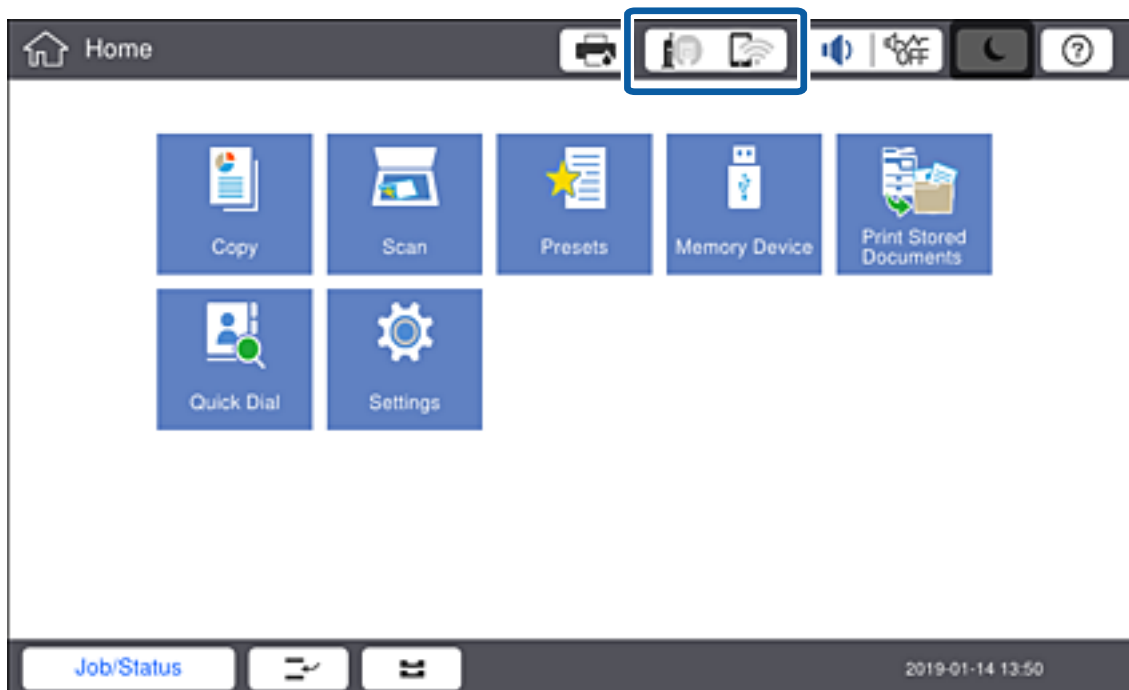 Home
OFF
?
Copy
Scan
Presets
Memory Device
Print Stored
Documents
Quick Dial
Settings
Job/Status
2019-01-14 13:50